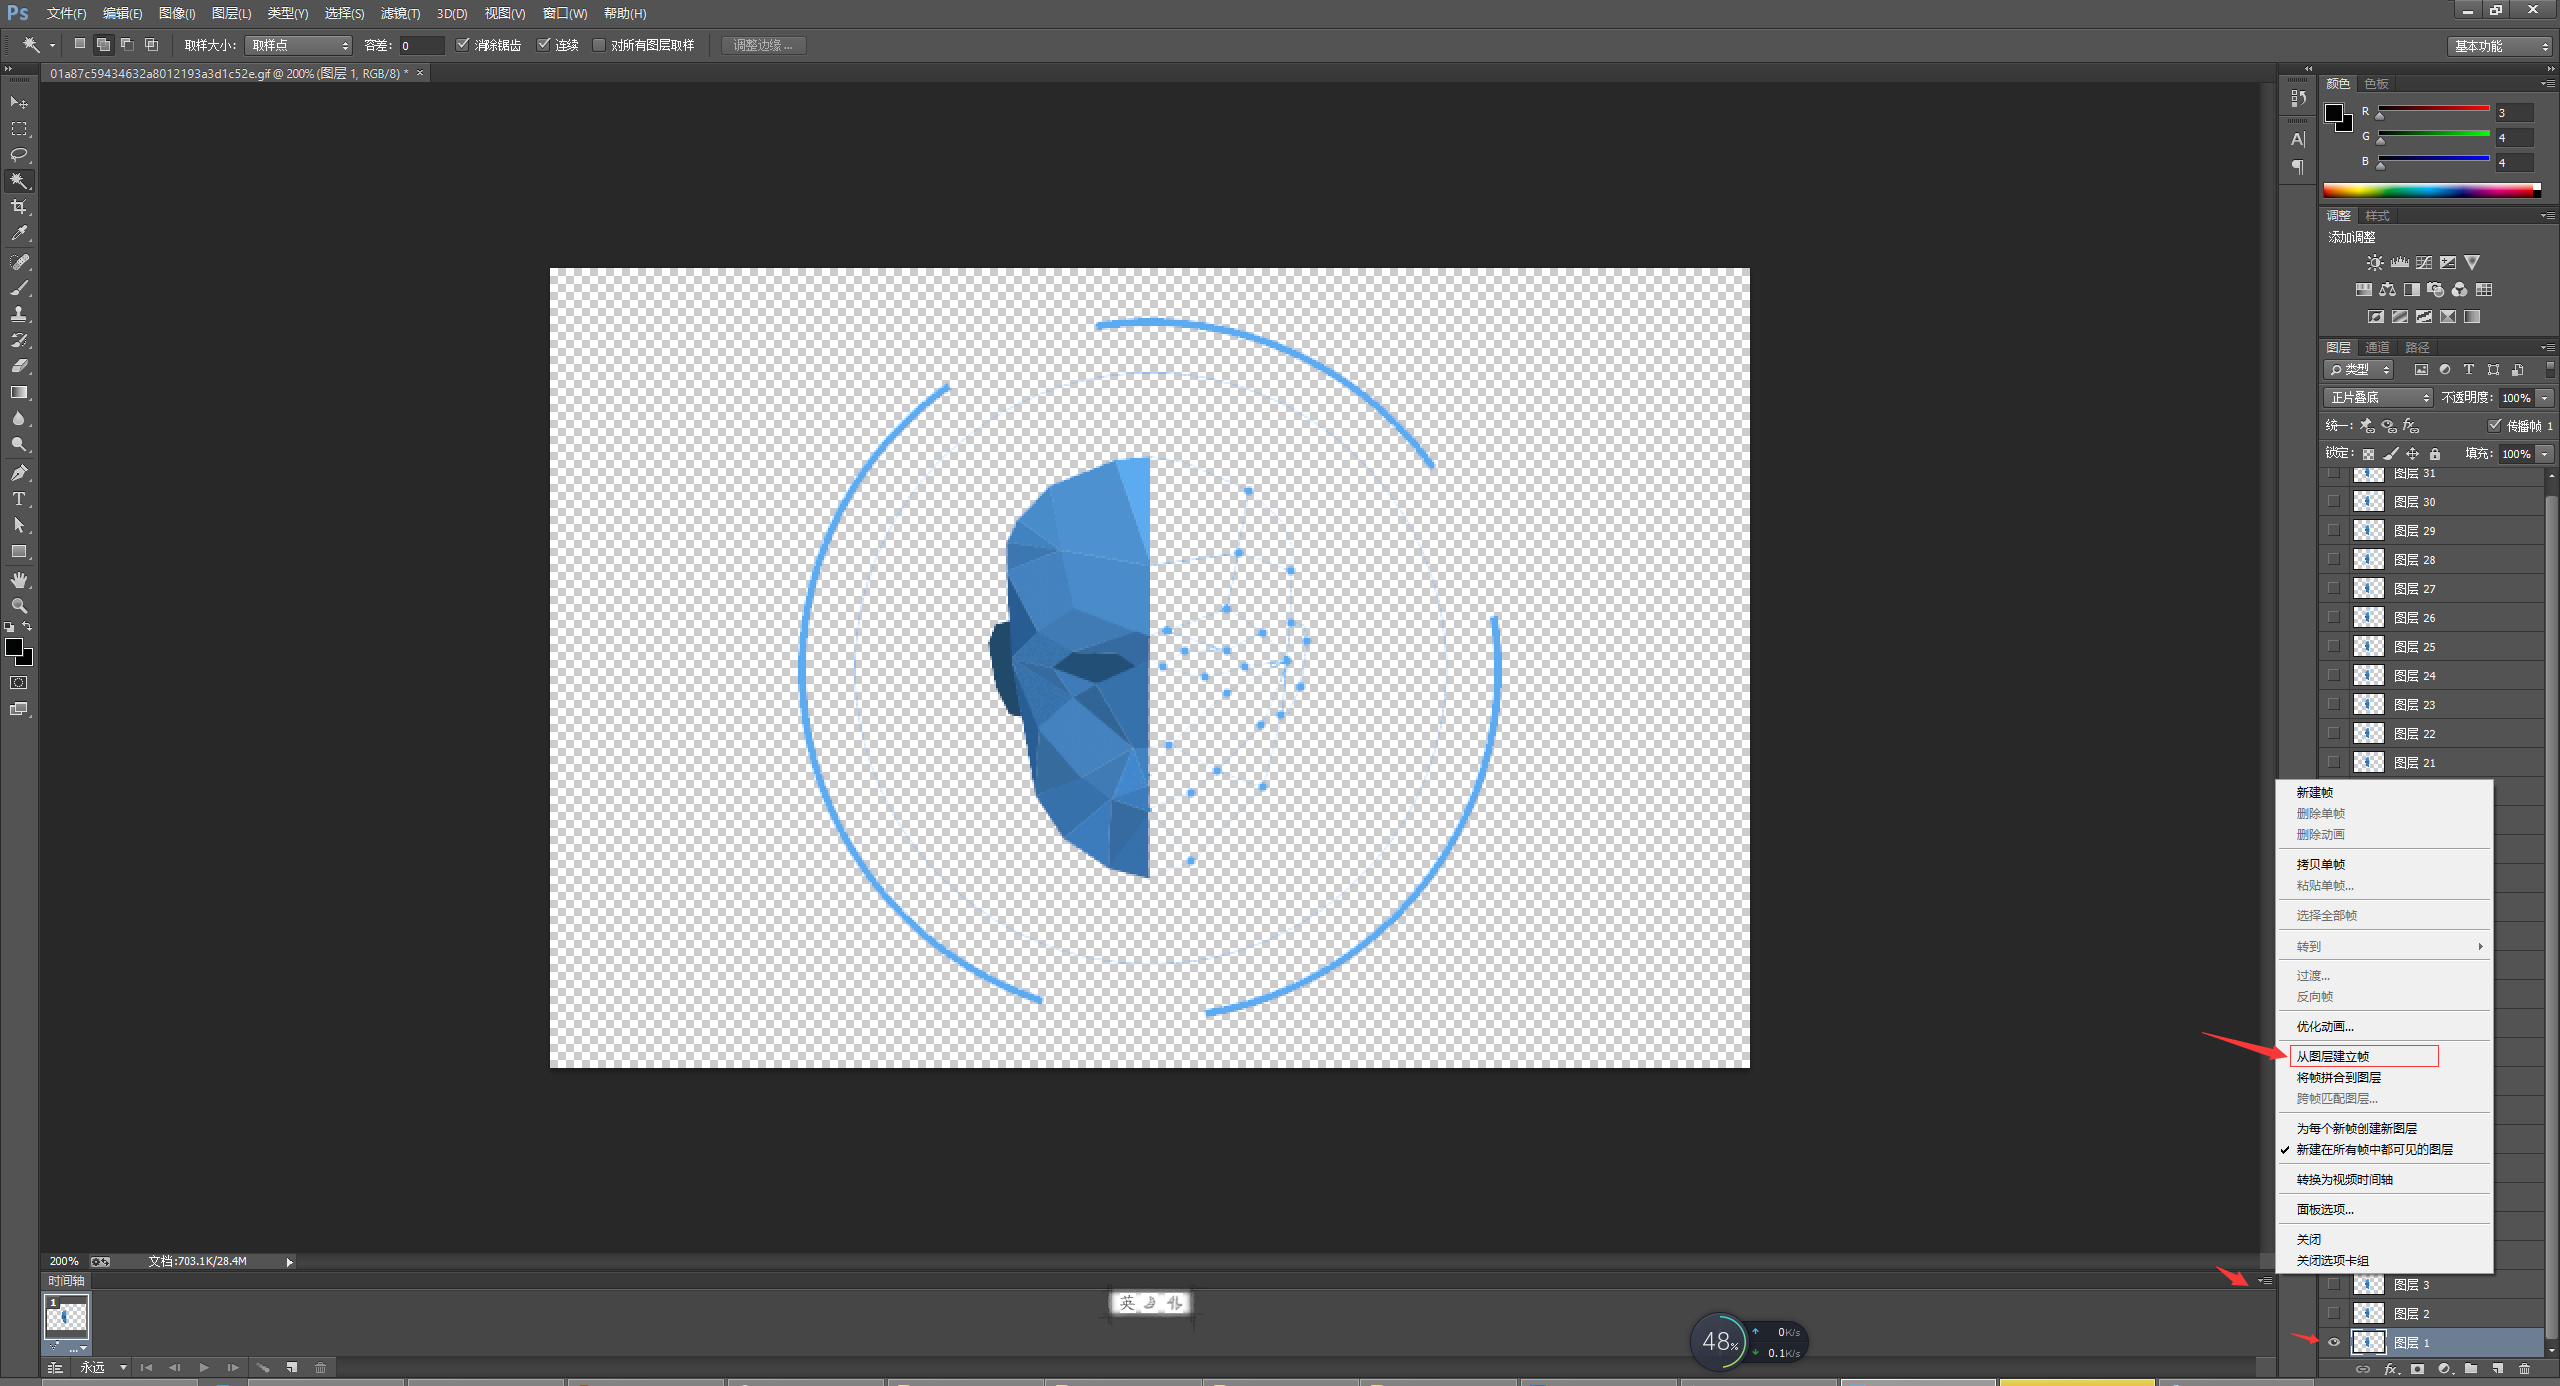 Ps 文件(F) 编辑(E) 图像(I) 图层(L) 类型(Y) 选择(S) 滤镜(T) 3D(D) 视图(V) 窗口(W) 帮助(H)
取样大小: 取样点 容差: 0 消除锯齿 连续 对所有图层取样 调整边缘... 基本功能
01a87c59434632a8012193a3d1c52e.gif @ 200% (图层 1, RGB/8) * ×
颜色 色板
R 3
G 4
B 4
调整 样式
添加调整
图层 通道 路径
类型
正片叠底 不透明度: 100%
统一: 传播帧 1
锁定: 填充: 100%
图层 31
图层 30
图层 29
图层 28
图层 27
图层 26
图层 25
图层 24
图层 23
图层 22
图层 21
新建帧
删除单帧
删除动画
拷贝单帧
粘贴单帧...
选择全部帧
转到
过渡...
反向帧
优化动画...
从图层建立帧
将帧拼合到图层
跨帧匹配图层...
为每个新帧创建新图层
新建在所有帧中都可见的图层
转换为视频时间轴
面板选项...
关闭
关闭选项卡组
图层 3
图层 2
图层 1
200% 文档:703.1K/28.4M
时间轴
1
英
48% 0K/s
0.1K/s
永远